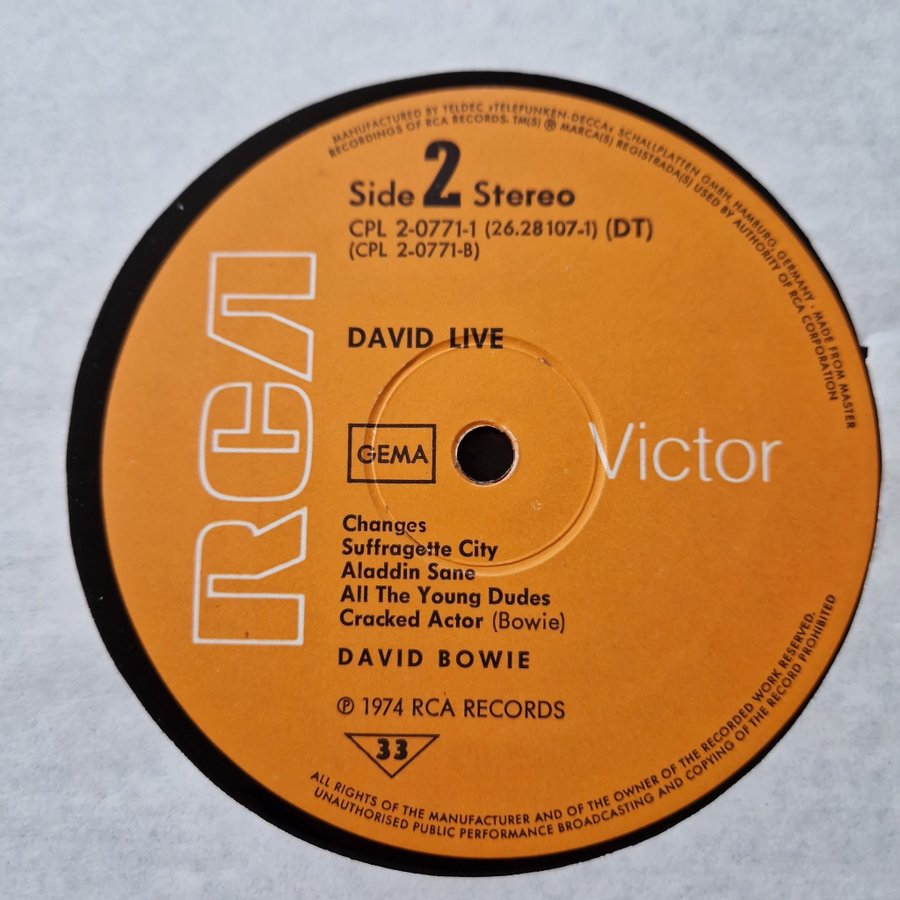 MANUFACTURED BY TELDEC »TELEFUNKEN-DECCA« SCHALLPLATTEN GMBH, HAMBURG, GERMANY · MADE FROM MASTER
RECORDINGS OF RCA RECORDS. TM(S) ® MARCA(S) REGISTRADA(S) USED BY AUTHORITY OF RCA CORPORATION
Side 2 Stereo
CPL 2-0771-1 (26.28107-1) (DT)
(CPL 2-0771-B)
RCA
DAVID LIVE
GEMA
Victor
Changes
Suffragette City
Aladdin Sane
All The Young Dudes
Cracked Actor (Bowie)
DAVID BOWIE
℗ 1974 RCA RECORDS
33
ALL RIGHTS OF THE MANUFACTURER AND OF THE OWNER OF THE RECORDED WORK RESERVED.
UNAUTHORISED PUBLIC PERFORMANCE BROADCASTING AND COPYING OF THE RECORD PROHIBITED